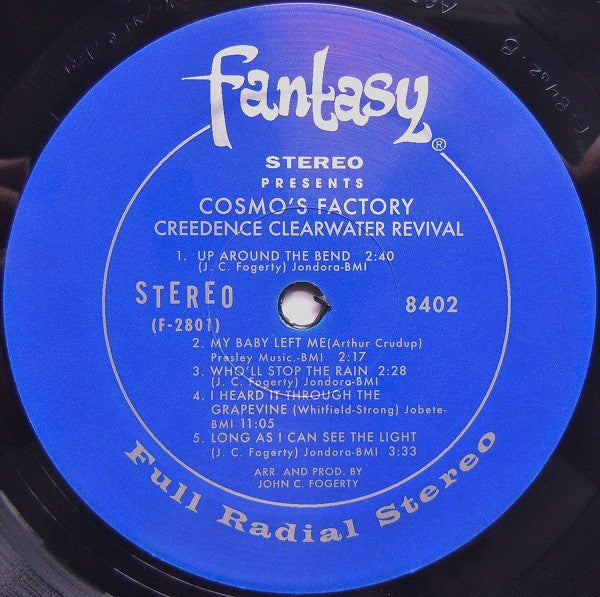 fantasy
®
STEREO
PRESENTS
COSMO'S FACTORY
CREEDENCE CLEARWATER REVIVAL
1. UP AROUND THE BEND 2:40
(J. C. Fogerty) Jondora-BMI
STEREO
8402
(F-2801)
2. MY BABY LEFT ME(Arthur Crudup)
Presley Music.-BMI 2:17
3. WHO'LL STOP THE RAIN 2:28
(J. C. Fogerty) Jondora-BMI
4. I HEARD IT THROUGH THE
GRAPEVINE (Whitfield-Strong) Jobete-
BMI 11:05
5. LONG AS I CAN SEE THE LIGHT
(J. C. Fogerty) Jondora-BMI 3:33
ARR. AND PROD. BY
JOHN C. FOGERTY
Full Radial Stereo